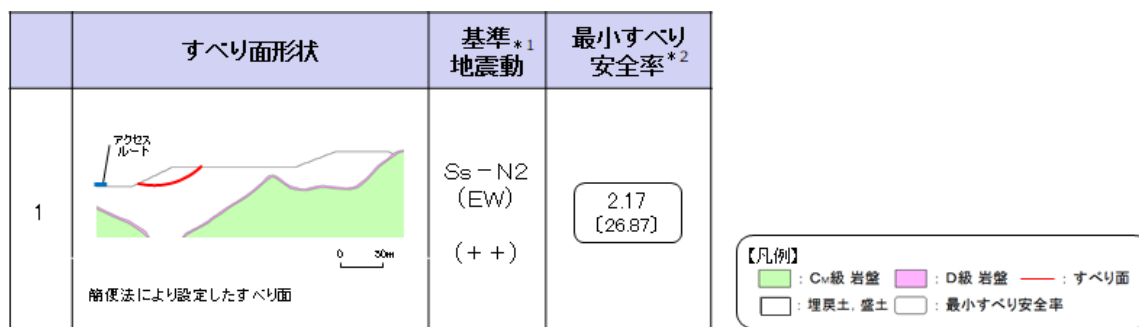 すべり面形状
基準*1
地震動
最小すべり
安全率*2
1
アクセス
ルート
0 30m
簡便法により設定したすべり面
Ss-N2
(EW)
(++)
2.17
〔26.87〕
【凡例】
: CM級 岩盤 : D級 岩盤 : すべり面
: 埋戻土, 盛土 : 最小すべり安全率